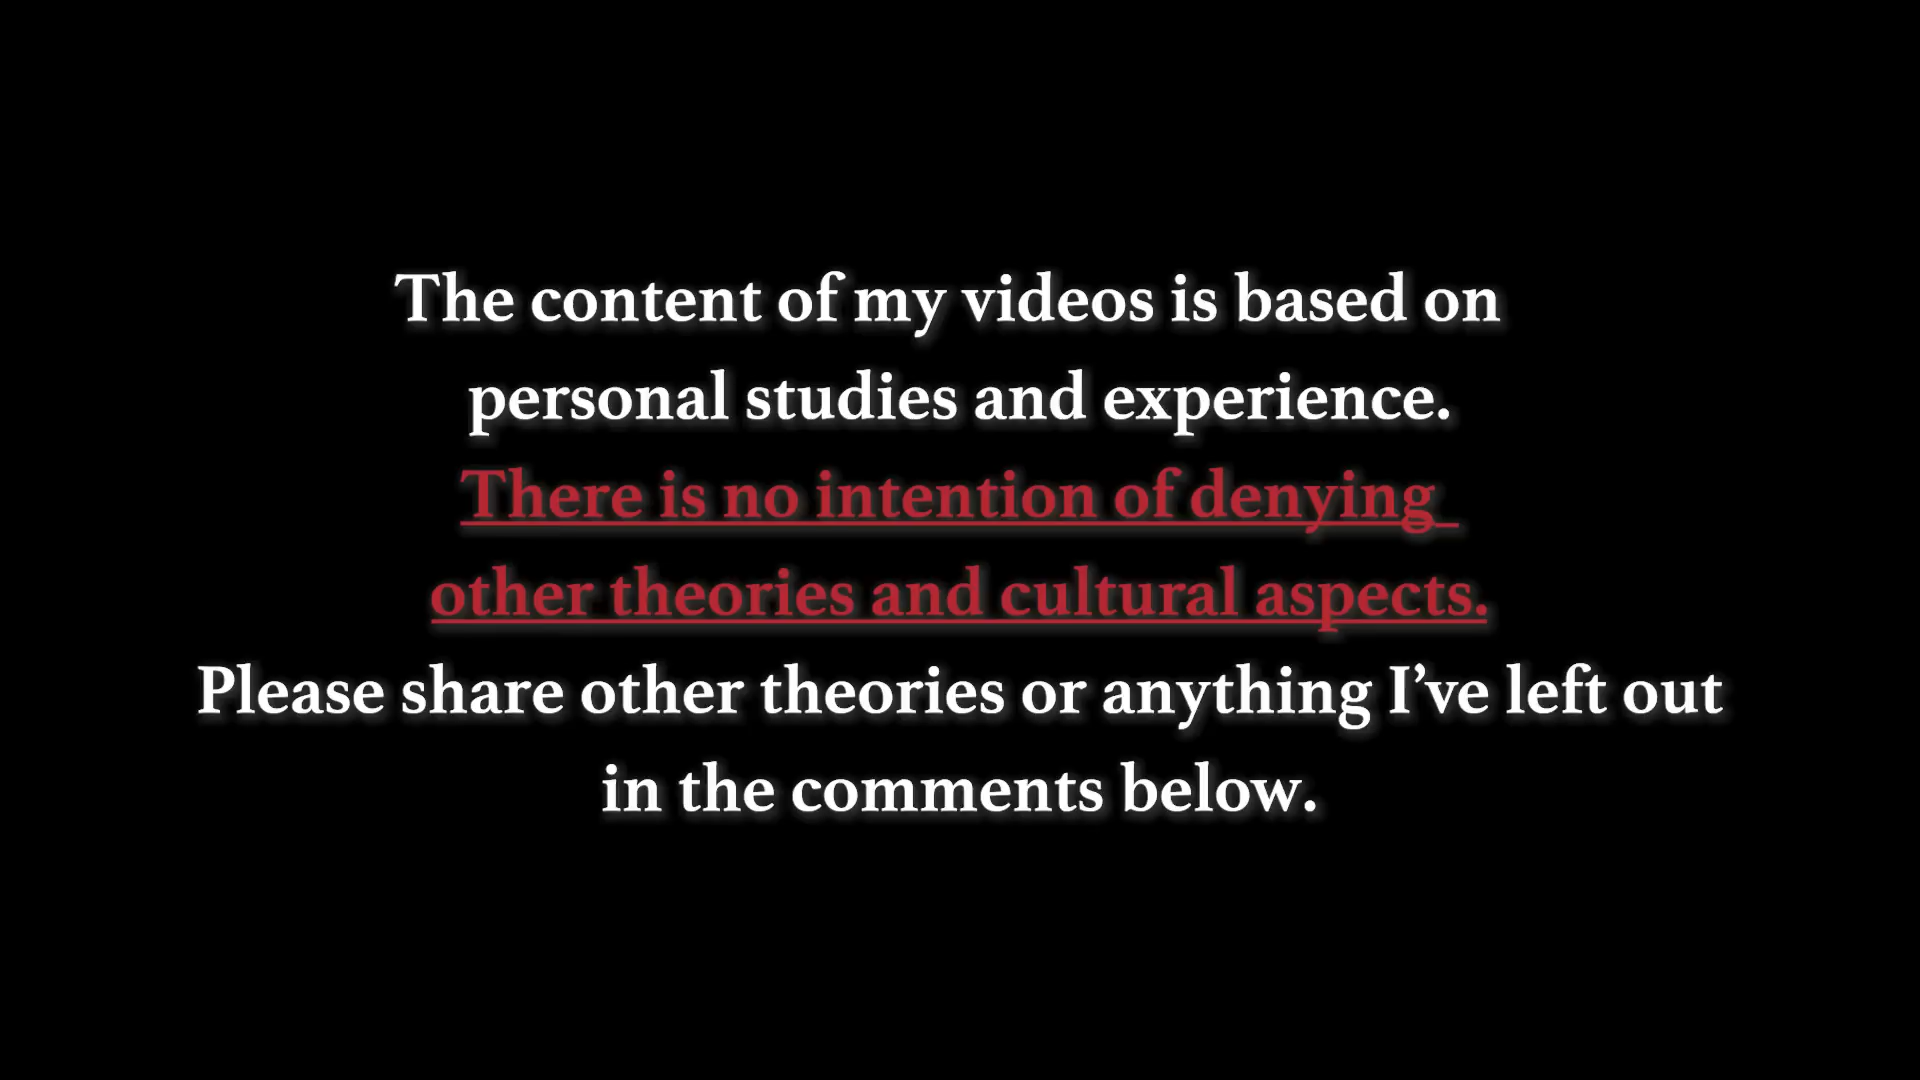 The content of my videos is based on
personal studies and experience.
There is no intention of denying
other theories and cultural aspects.
Please share other theories or anything I’ve left out
in the comments below.